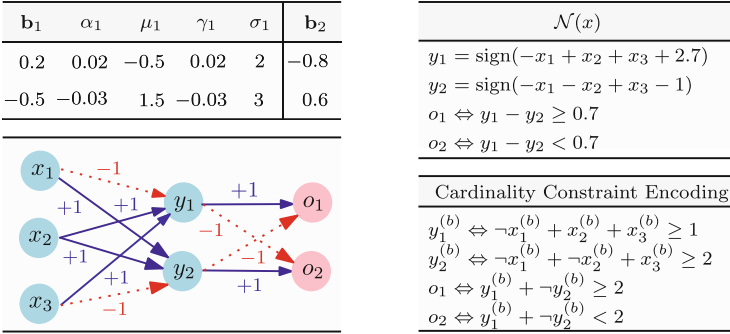 b₁ α₁ μ₁ γ₁ σ₁ b₂
0.2 0.02 −0.5 0.02 2 −0.8
−0.5 −0.03 1.5 −0.03 3 0.6
x₁ −1 +1 +1 y₁ +1 o₁
x₂ +1 −1 −1
x₃ +1 −1 y₂ +1 o₂
𝒩(x)
y₁ = sign(−x₁ + x₂ + x₃ + 2.7)
y₂ = sign(−x₁ − x₂ + x₃ − 1)
o₁ ⇔ y₁ − y₂ ≥ 0.7
o₂ ⇔ y₁ − y₂ < 0.7
Cardinality Constraint Encoding
y₁⁽ᵇ⁾ ⇔ ¬x₁⁽ᵇ⁾ + x₂⁽ᵇ⁾ + x₃⁽ᵇ⁾ ≥ 1
y₂⁽ᵇ⁾ ⇔ ¬x₁⁽ᵇ⁾ + ¬x₂⁽ᵇ⁾ + x₃⁽ᵇ⁾ ≥ 2
o₁ ⇔ y₁⁽ᵇ⁾ + ¬y₂⁽ᵇ⁾ ≥ 2
o₂ ⇔ y₁⁽ᵇ⁾ + ¬y₂⁽ᵇ⁾ < 2